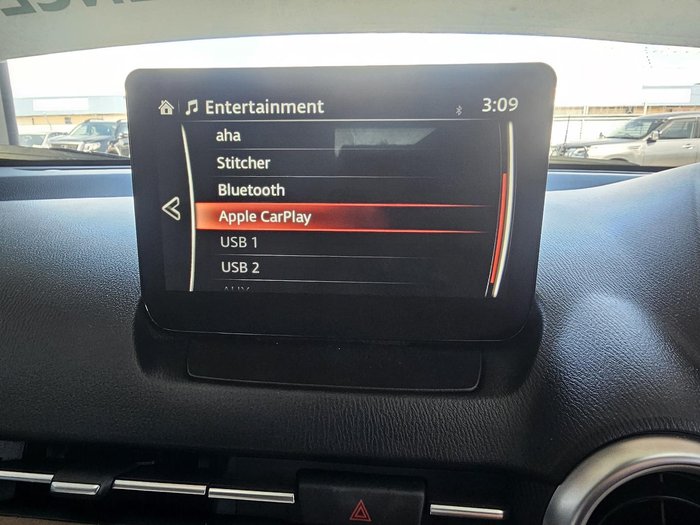 Entertainment
3:09
aha
Stitcher
Bluetooth
Apple CarPlay
USB 1
USB 2